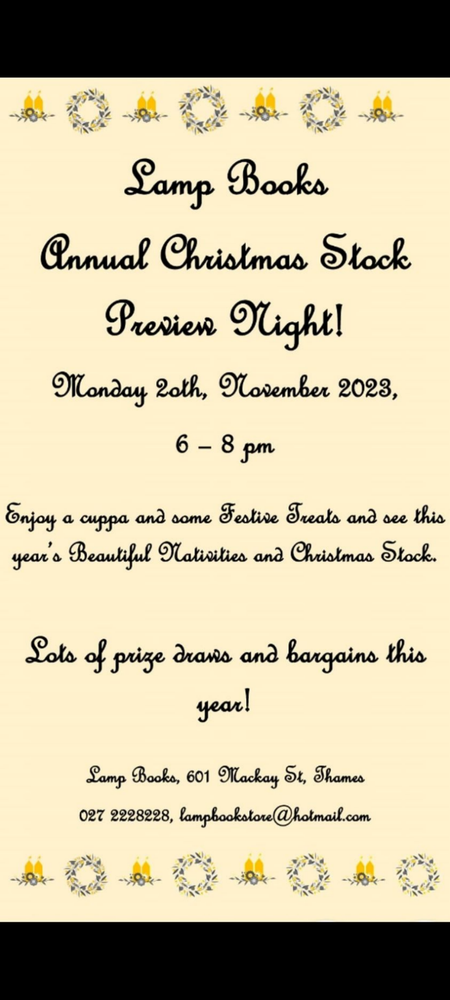 Lamp Books
Annual Christmas Stock
Preview Night!
Monday 20th, November 2023,
6 – 8 pm
Enjoy a cuppa and some Festive Treats and see this
year's Beautiful Nativities and Christmas Stock.
Lots of prize draws and bargains this
year!
Lamp Books, 601 Mackay St, Thames
027 2228228, lampbookstore@hotmail.com